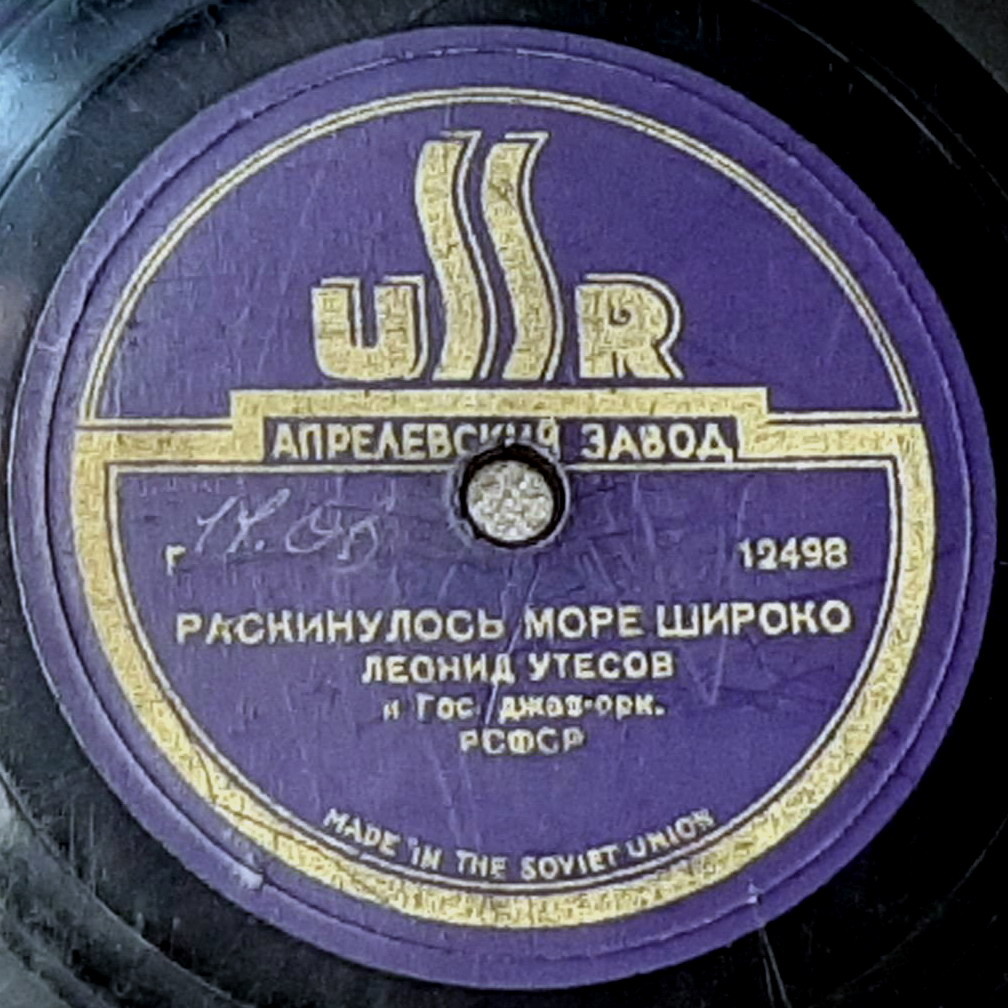 USSR
АПРЕЛЕВСКИЙ ЗАВОД
Г 12498
РАСКИНУЛОСЬ МОРЕ ШИРОКО
ЛЕОНИД УТЕСОВ
и Гос. джаз-орк.
РСФСР
MADE IN THE SOVIET UNION